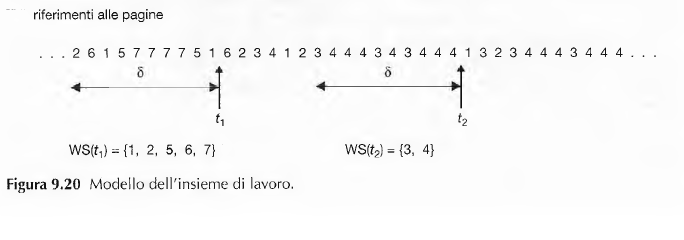 riferimenti alle pagine
. . . 2 6 1 5 7 7 7 7 5 1 6 2 3 4 1 2 3 4 4 4 3 4 3 4 4 4 1 3 2 3 4 4 4 3 4 4 4 . . .
δ δ
t1 t2
WS(t1) = {1, 2, 5, 6, 7} WS(t2) = {3, 4}
Figura 9.20 Modello dell'insieme di lavoro.